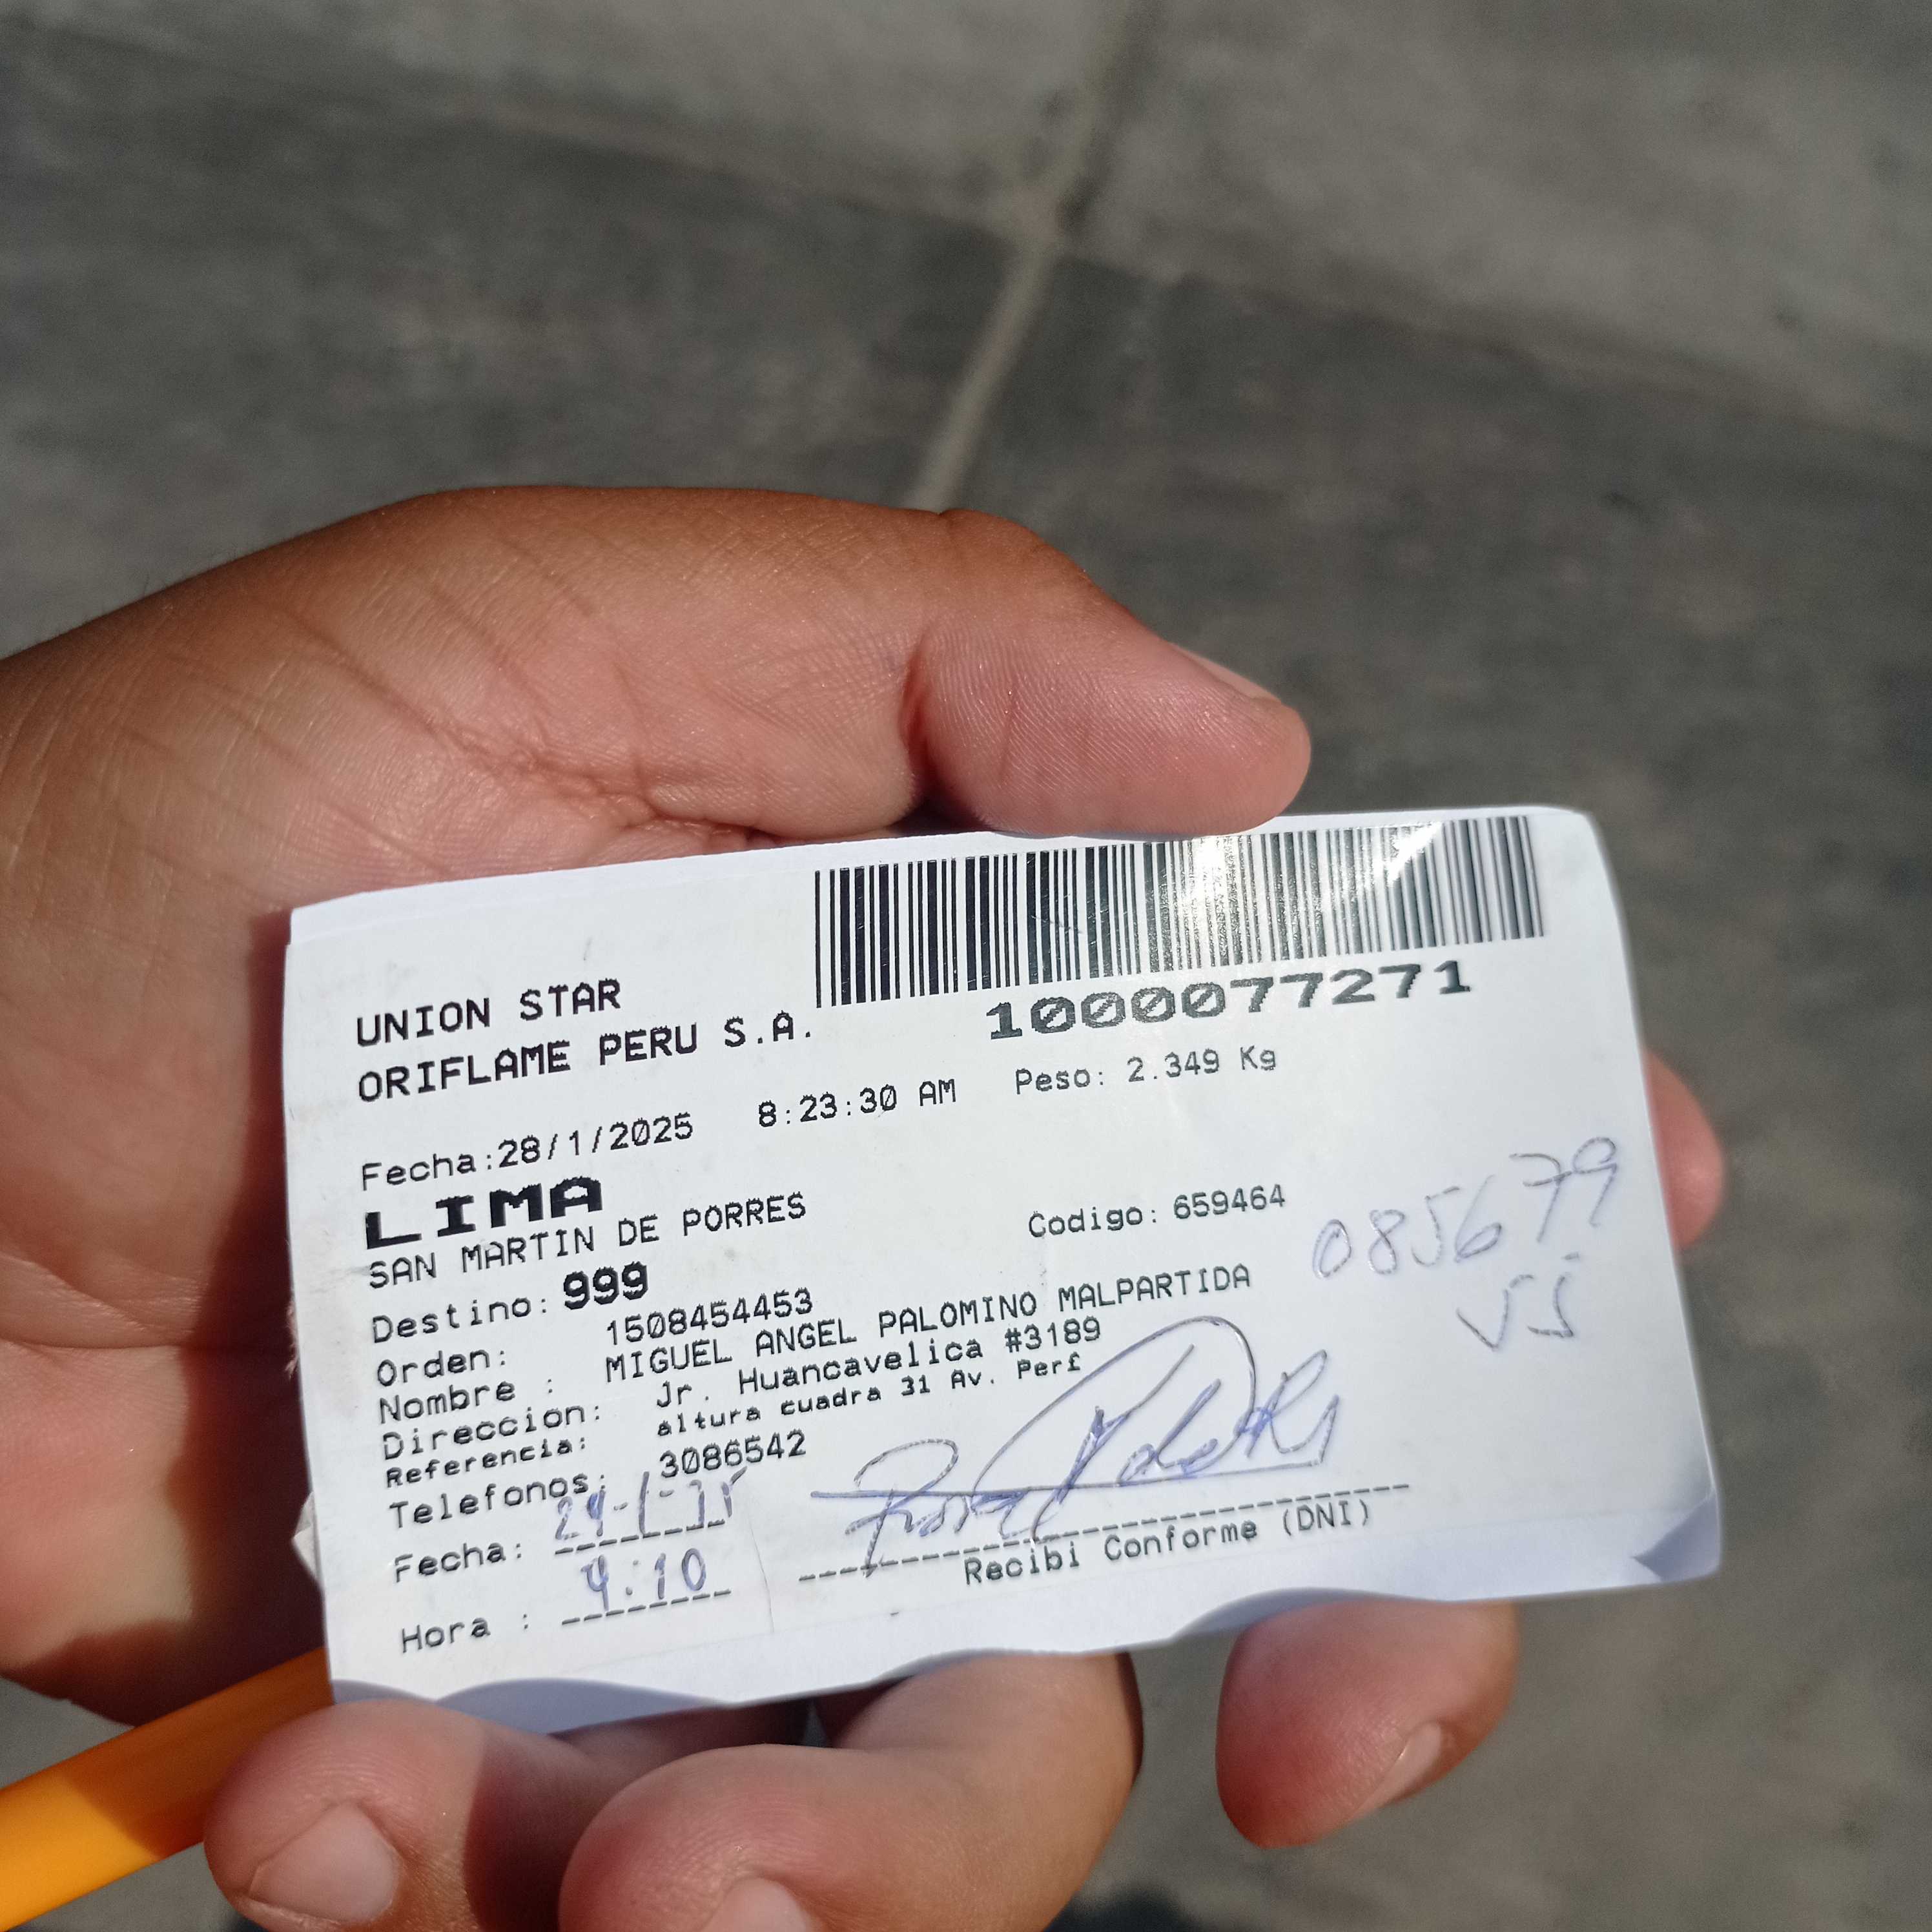 UNION STAR
ORIFLAME PERU S.A.
1000077271
Fecha:28/1/2025 8:23:30 AM Peso: 2.349 Kg
LIMA
SAN MARTIN DE PORRES Codigo: 659464
085679
Destino: 999
Orden: 1508454453
Nombre : MIGUEL ANGEL PALOMINO MALPARTIDA
Direccion: Jr. Huancavelica #3189
Referencia: altura cuadra 31 Av. Perf
Telefonos: 3086542
Fecha:
Hora : 4:10
Recibi Conforme (DNI)